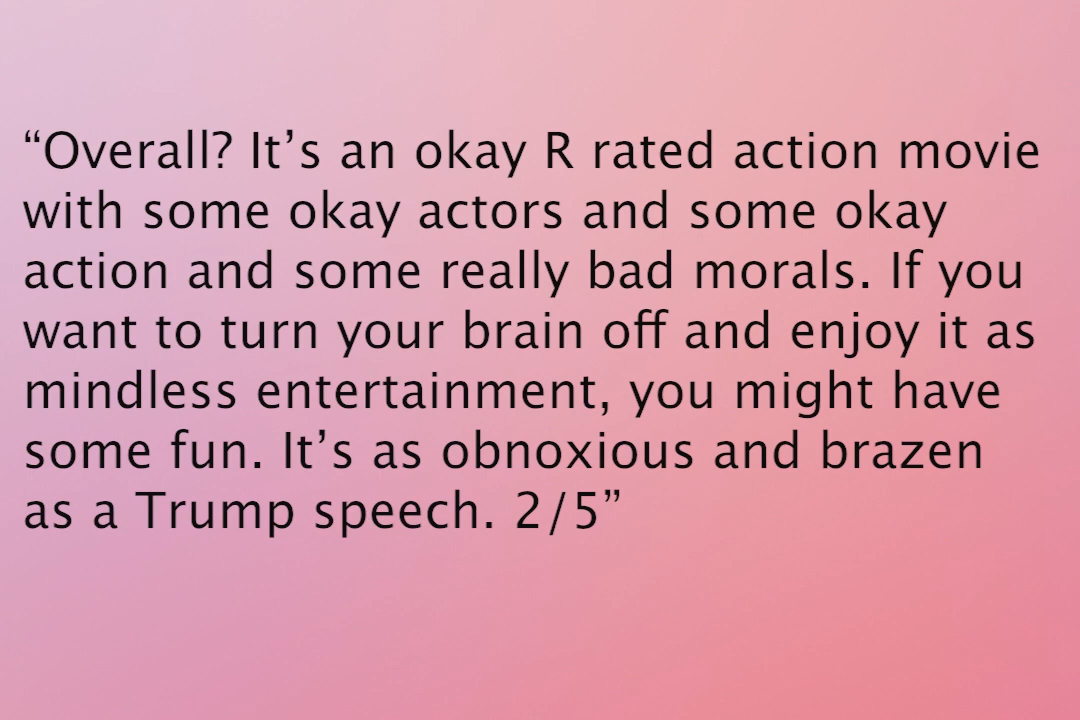 “Overall? It’s an okay R rated action movie
with some okay actors and some okay
action and some really bad morals. If you
want to turn your brain off and enjoy it as
mindless entertainment, you might have
some fun. It’s as obnoxious and brazen
as a Trump speech. 2/5”